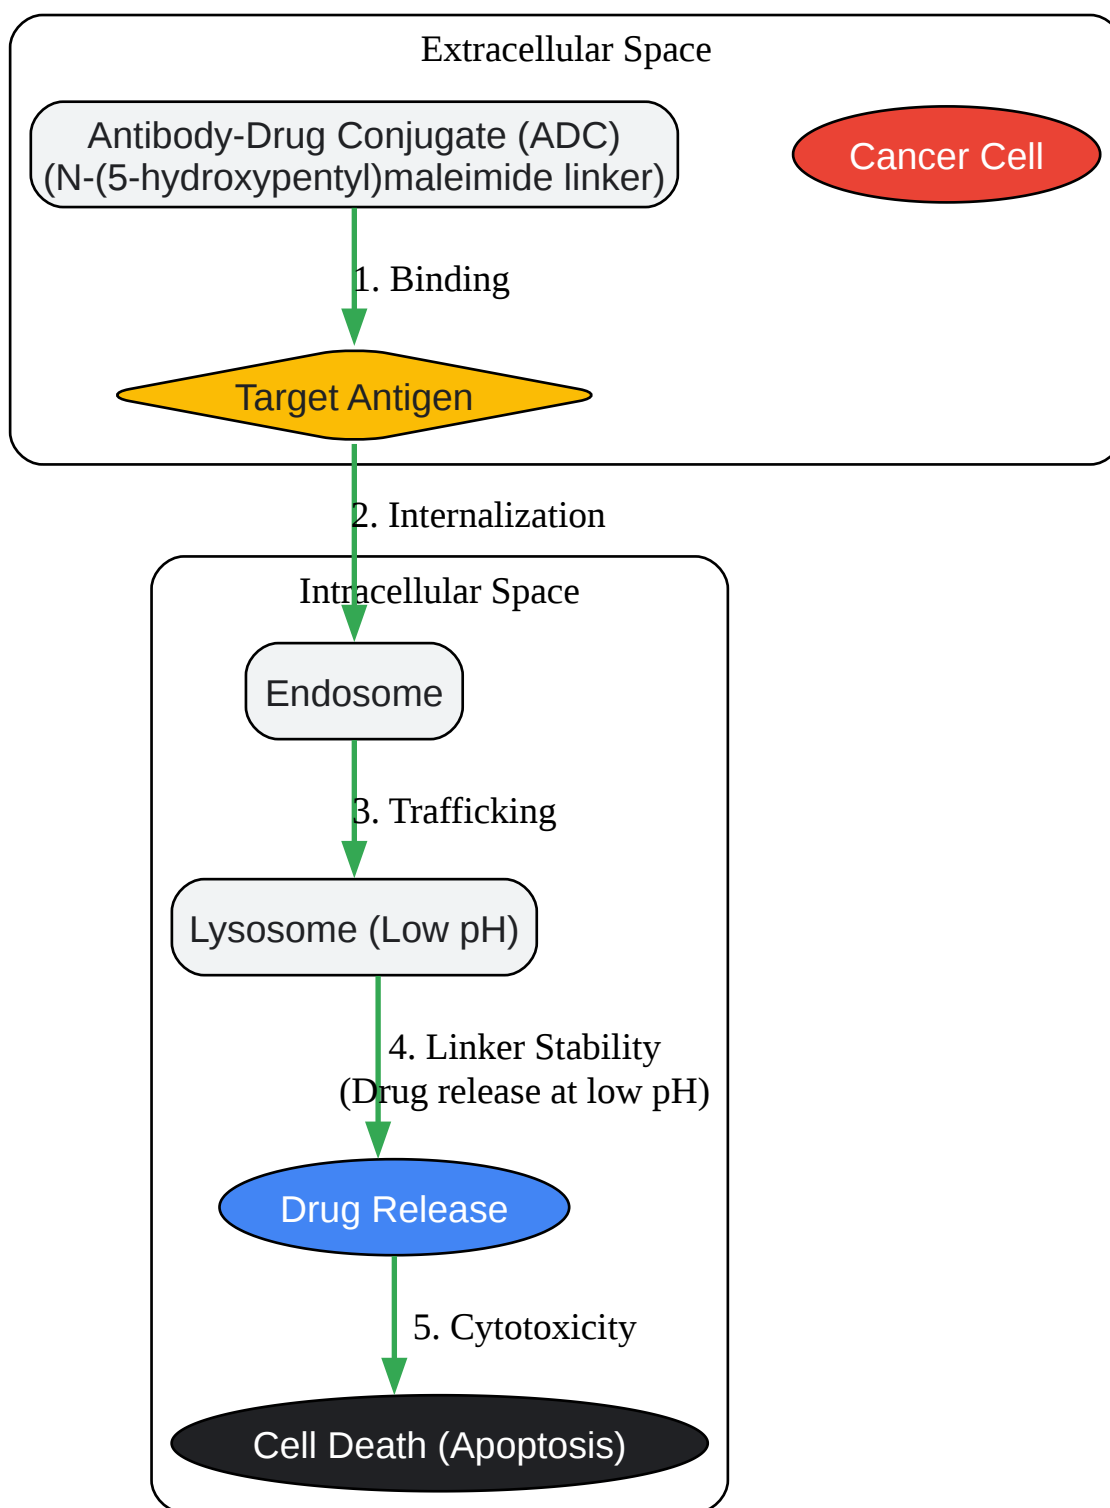 Extracellular Space
Antibody-Drug Conjugate (ADC)
(N-(5-hydroxypentyl)maleimide linker)
Cancer Cell
1. Binding
Target Antigen
2. Internalization
Intracellular Space
Endosome
3. Trafficking
Lysosome (Low pH)
4. Linker Stability
(Drug release at low pH)
Drug Release
5. Cytotoxicity
Cell Death (Apoptosis)